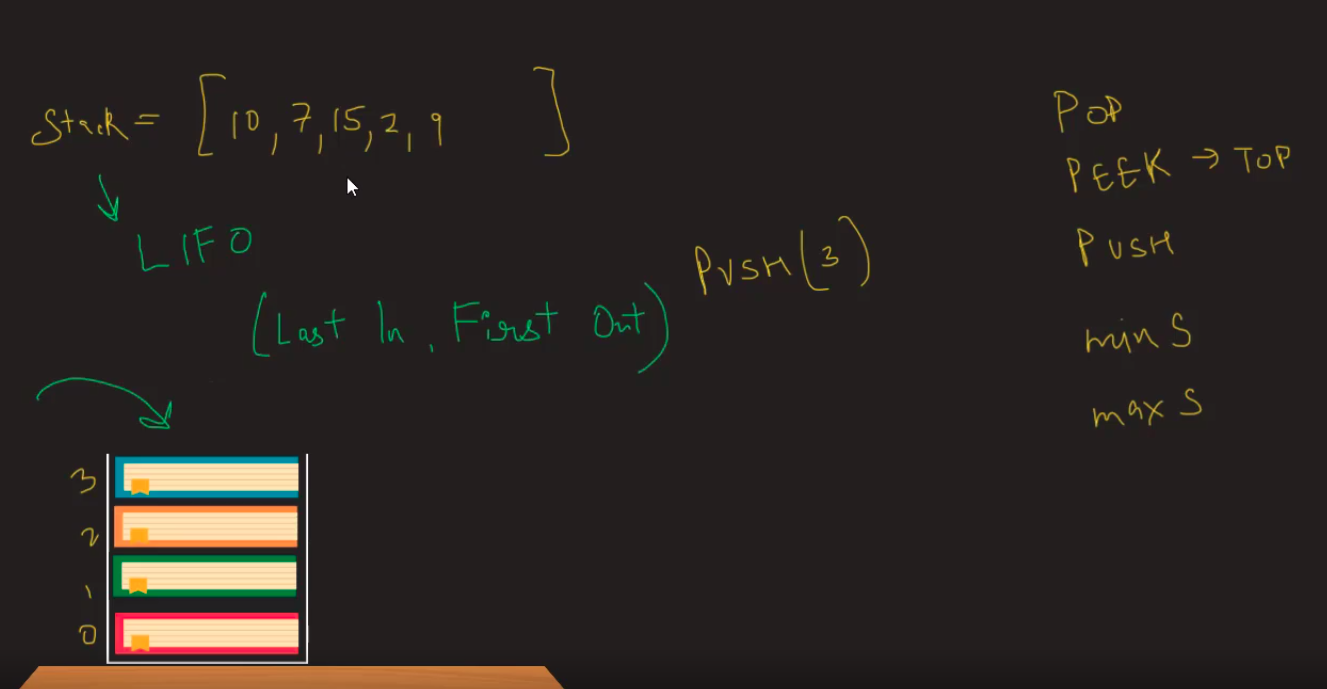 Stack = [10, 7, 15, 2, 9 ]
LIFO
(Last In, First Out)
PUSH(3)
POP
PEEK → TOP
PUSH
min S
max S
3
2
1
0